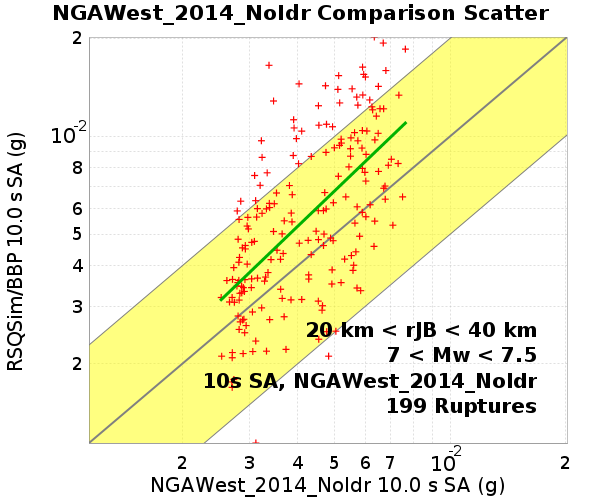 NGAWest_2014_NoIdr Comparison Scatter
RSQSim/BBP 10.0 s SA (g)
2
10-2
8
6
5
4
3
2
20 km < rJB < 40 km
7 < Mw < 7.5
10s SA, NGAWest_2014_NoIdr
199 Ruptures
2 3 4 5 6 7 10-2 2
NGAWest_2014_NoIdr 10.0 s SA (g)